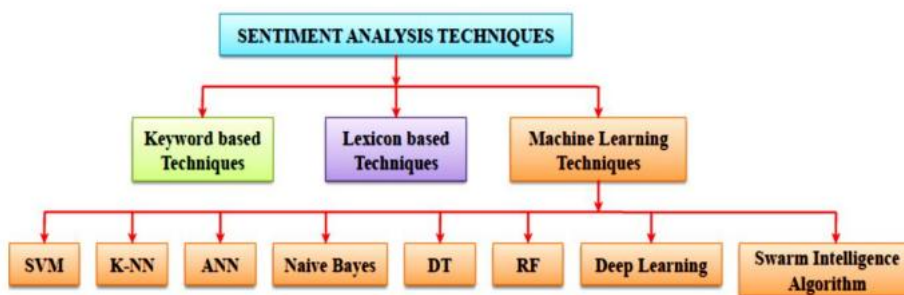 SENTIMENT ANALYSIS TECHNIQUES
Keyword based
Techniques
Lexicon based
Techniques
Machine Learning
Techniques
SVM
K-NN
ANN
Naive Bayes
DT
RF
Deep Learning
Swarm Intelligence
Algorithm